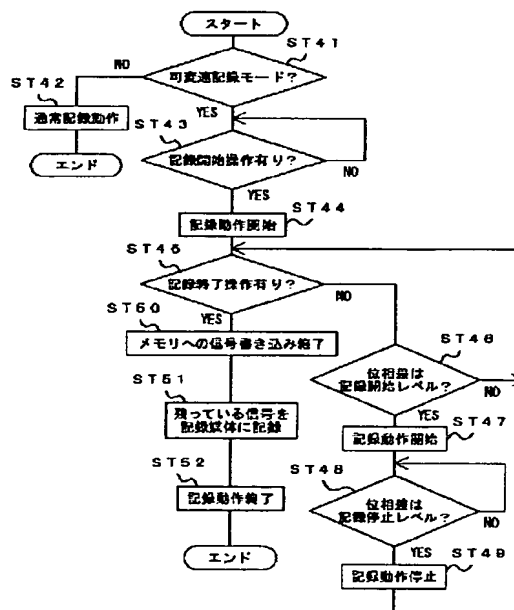 スタート
ST41
可変速記録モード?
NO
YES
ST42
通常記録動作
エンド
ST43
記録開始操作有り?
NO
YES
ST44
記録動作開始
ST45
記録終了操作有り?
NO
YES
ST50
メモリへの信号書き込み終了
ST51
残っている信号を
記録媒体に記録
ST52
記録動作終了
エンド
ST46
位相差は
記録開始レベル?
NO
YES
ST47
記録動作開始
ST48
位相差は
記録停止レベル?
NO
YES
ST49
記録動作停止